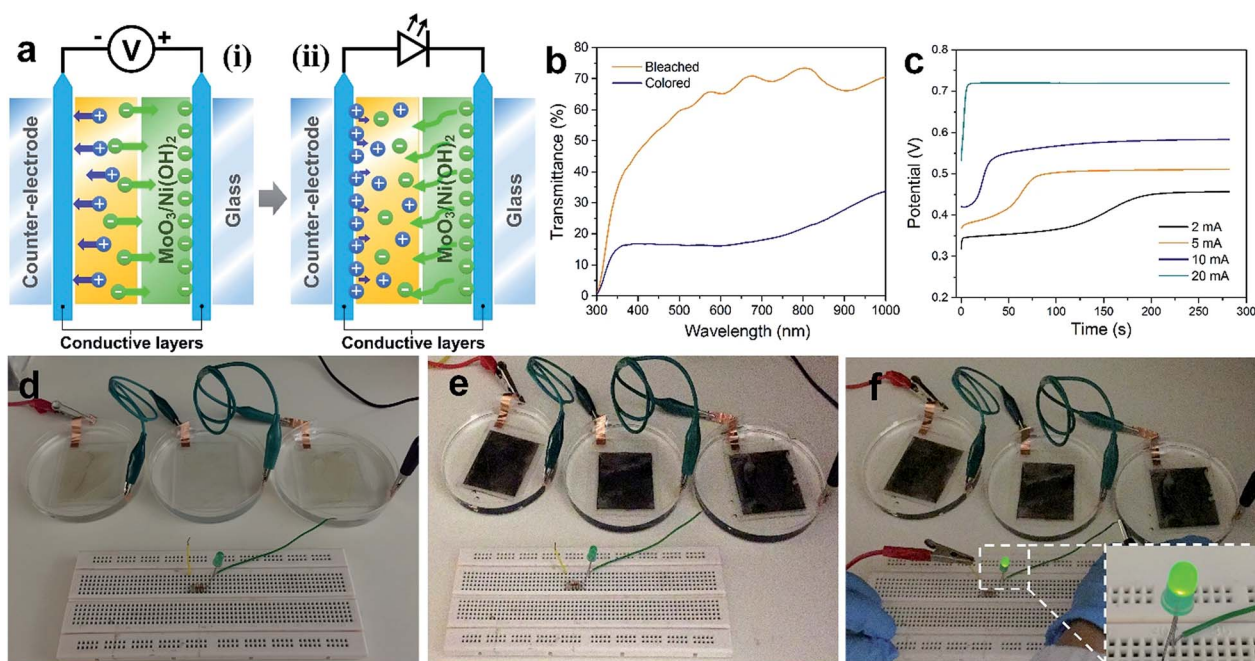 a
- V +
(i)
(ii)
Counter-electrode
MoO3/Ni(OH)2
Glass
Conductive layers
Counter-electrode
MoO3/Ni(OH)2
Glass
Conductive layers
b
80
70
60
50
40
30
20
10
0
Transmittance (%)
Bleached
Colored
300 400 500 600 700 800 900 1000
Wavelength (nm)
c
0.8
0.7
0.6
0.5
0.4
0.3
0.2
Potential (V)
2 mA
5 mA
10 mA
20 mA
0 50 100 150 200 250 300
Time (s)
d
e
f